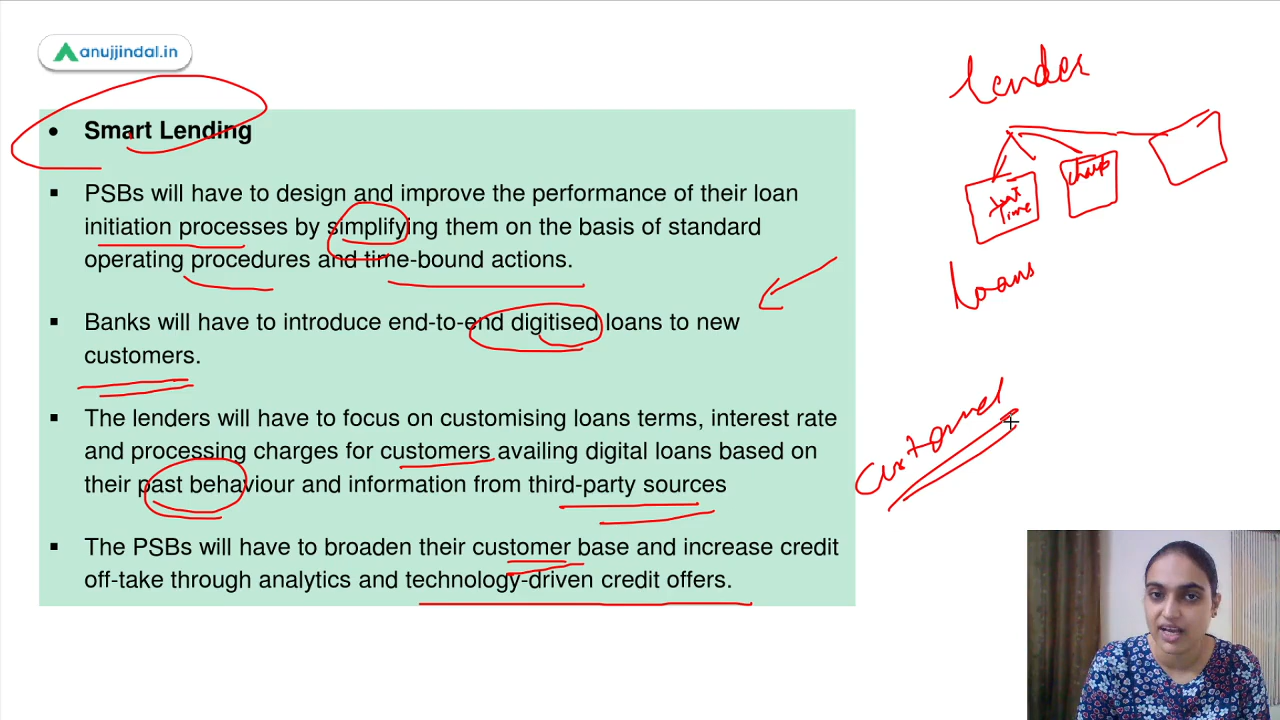 anujjindal.in
• Smart Lending
▪ PSBs will have to design and improve the performance of their loan
initiation processes by simplifying them on the basis of standard
operating procedures and time-bound actions.
▪ Banks will have to introduce end-to-end digitised loans to new
customers.
▪ The lenders will have to focus on customising loans terms, interest rate
and processing charges for customers availing digital loans based on
their past behaviour and information from third-party sources
▪ The PSBs will have to broaden their customer base and increase credit
off-take through analytics and technology-driven credit offers.
lender
time
loans